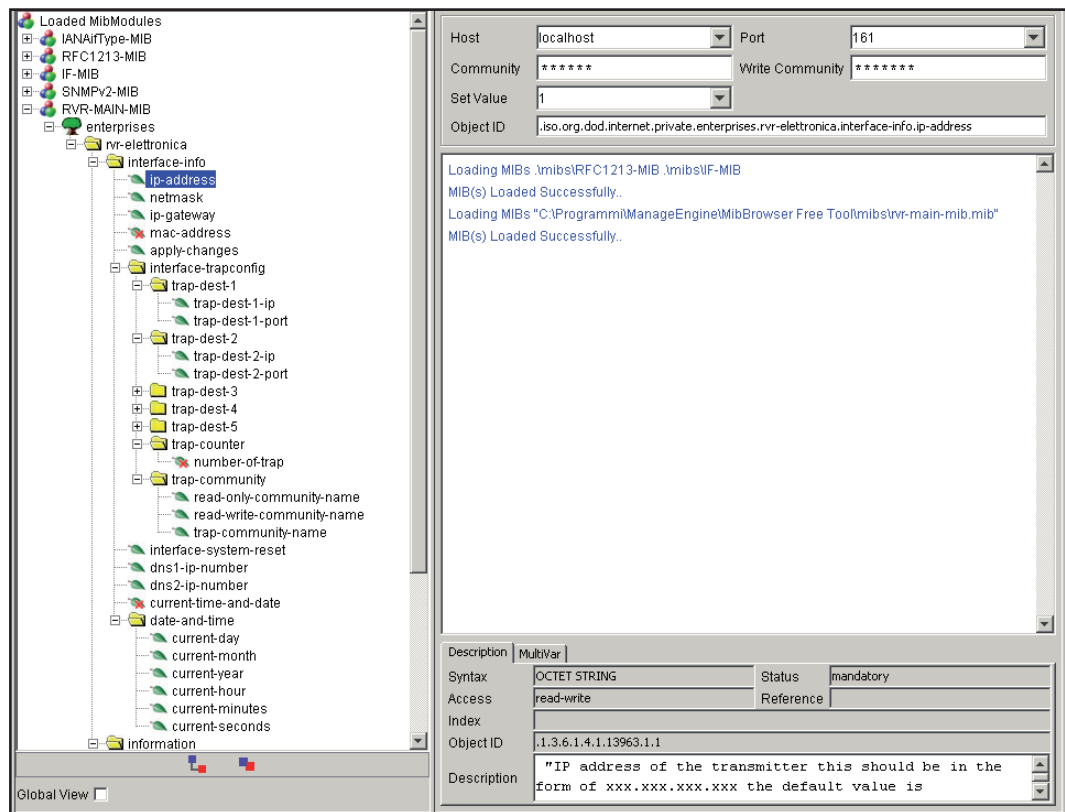 Loaded MibModules
IANAifType-MIB
RFC1213-MIB
IF-MIB
SNMPv2-MIB
RVR-MAIN-MIB
enterprises
rvr-elettronica
interface-info
ip-address
netmask
ip-gateway
mac-address
apply-changes
interface-trapconfig
trap-dest-1
trap-dest-1-ip
trap-dest-1-port
trap-dest-2
trap-dest-2-ip
trap-dest-2-port
trap-dest-3
trap-dest-4
trap-dest-5
trap-counter
number-of-trap
trap-community
read-only-community-name
read-write-community-name
trap-community-name
interface-system-reset
dns1-ip-number
dns2-ip-number
current-time-and-date
date-and-time
current-day
current-month
current-year
current-hour
current-minutes
current-seconds
information
Global View
Host localhost Port 161
Community ****** Write Community *******
Set Value 1
Object ID .iso.org.dod.internet.private.enterprises.rvr-elettronica.interface-info.ip-address
Loading MIBs .\mibs\RFC1213-MIB .\mibs\IF-MIB
MIB(s) Loaded Successfully..
Loading MIBs "C:\Programmi\ManageEngine\MibBrowser Free Tool\mibs\rvr-main-mib.mib"
MIB(s) Loaded Successfully..
Description MultiVar
Syntax OCTET STRING Status mandatory
Access read-write Reference
Index
Object ID .1.3.6.1.4.1.13963.1.1
Description "IP address of the transmitter this should be in the
form of xxx.xxx.xxx.xxx the default value is